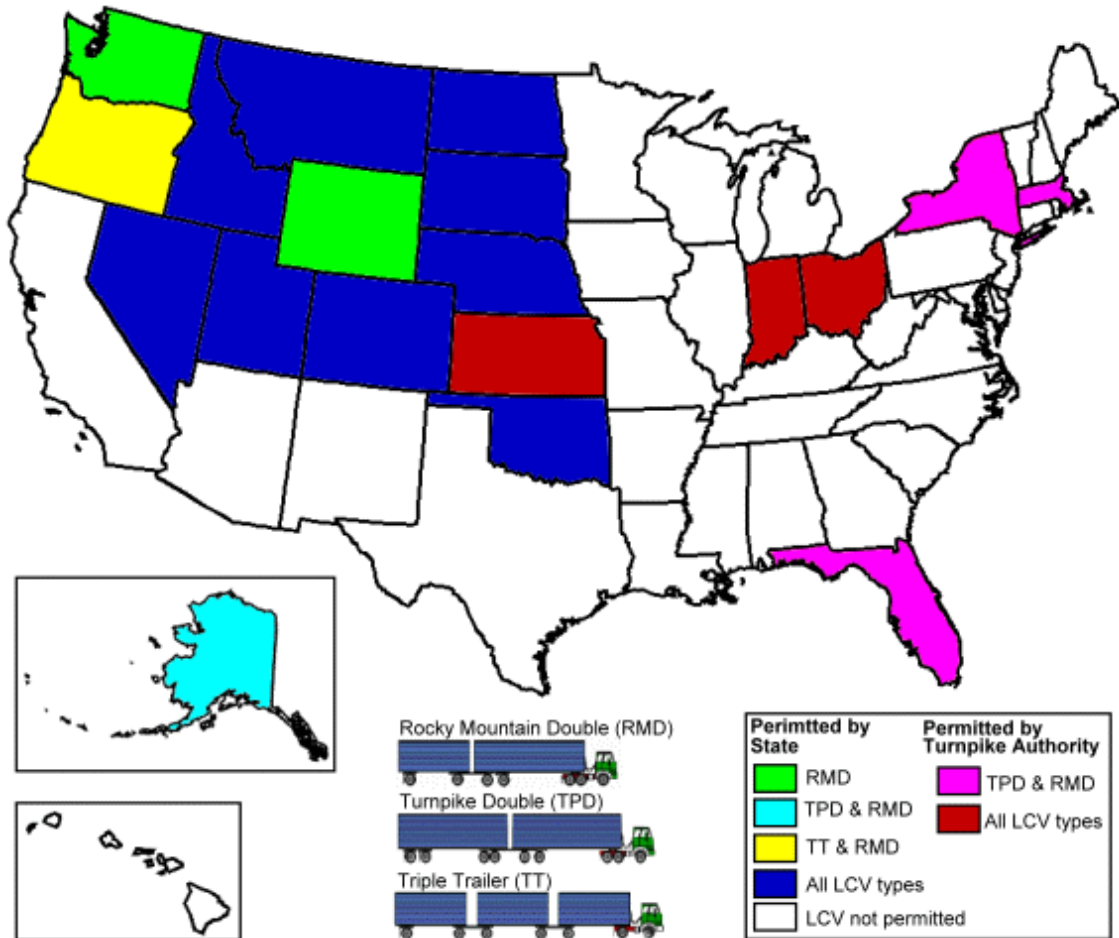 Rocky Mountain Double (RMD)
Turnpike Double (TPD)
Triple Trailer (TT)
Perimtted by
State
RMD
TPD & RMD
TT & RMD
All LCV types
LCV not permitted
Permitted by
Turnpike Authority
TPD & RMD
All LCV types